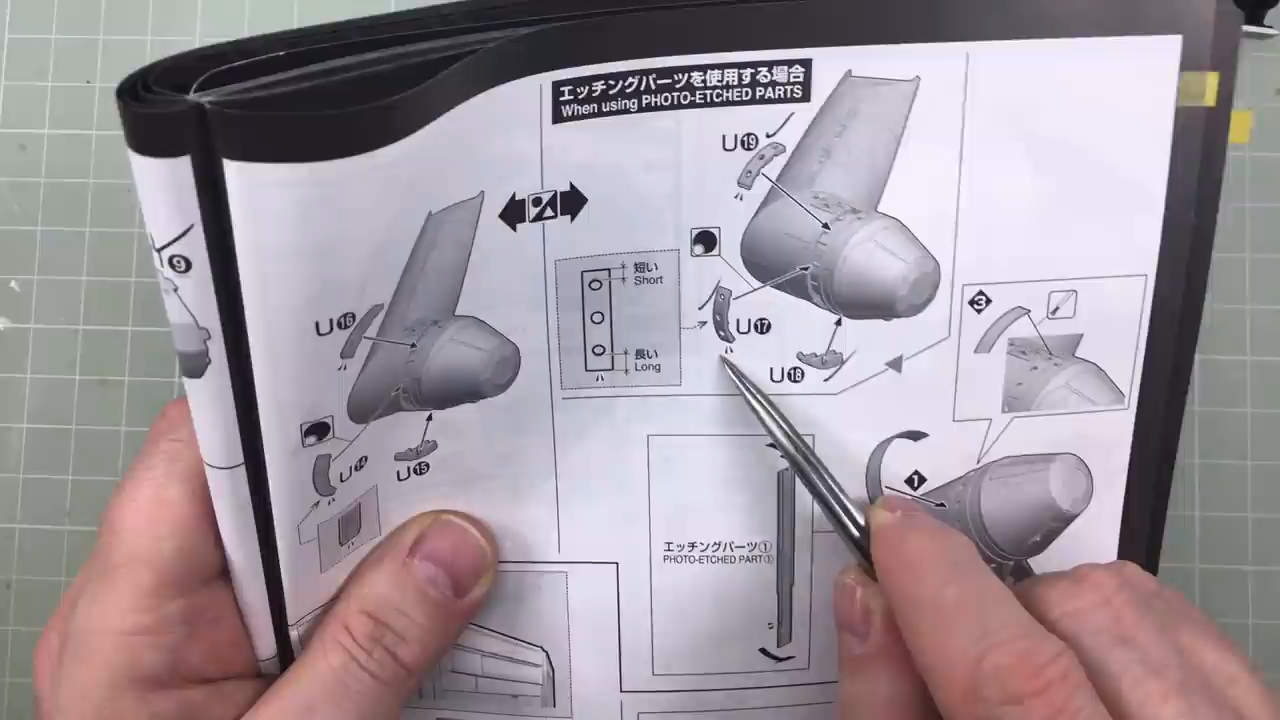 エッチングパーツを使用する場合
When using PHOTO-ETCHED PARTS
U19
9
短い
Short
U16
U17
長い
Long
U18
3
U14
U15
1
エッチングパーツ①
PHOTO-ETCHED PART①